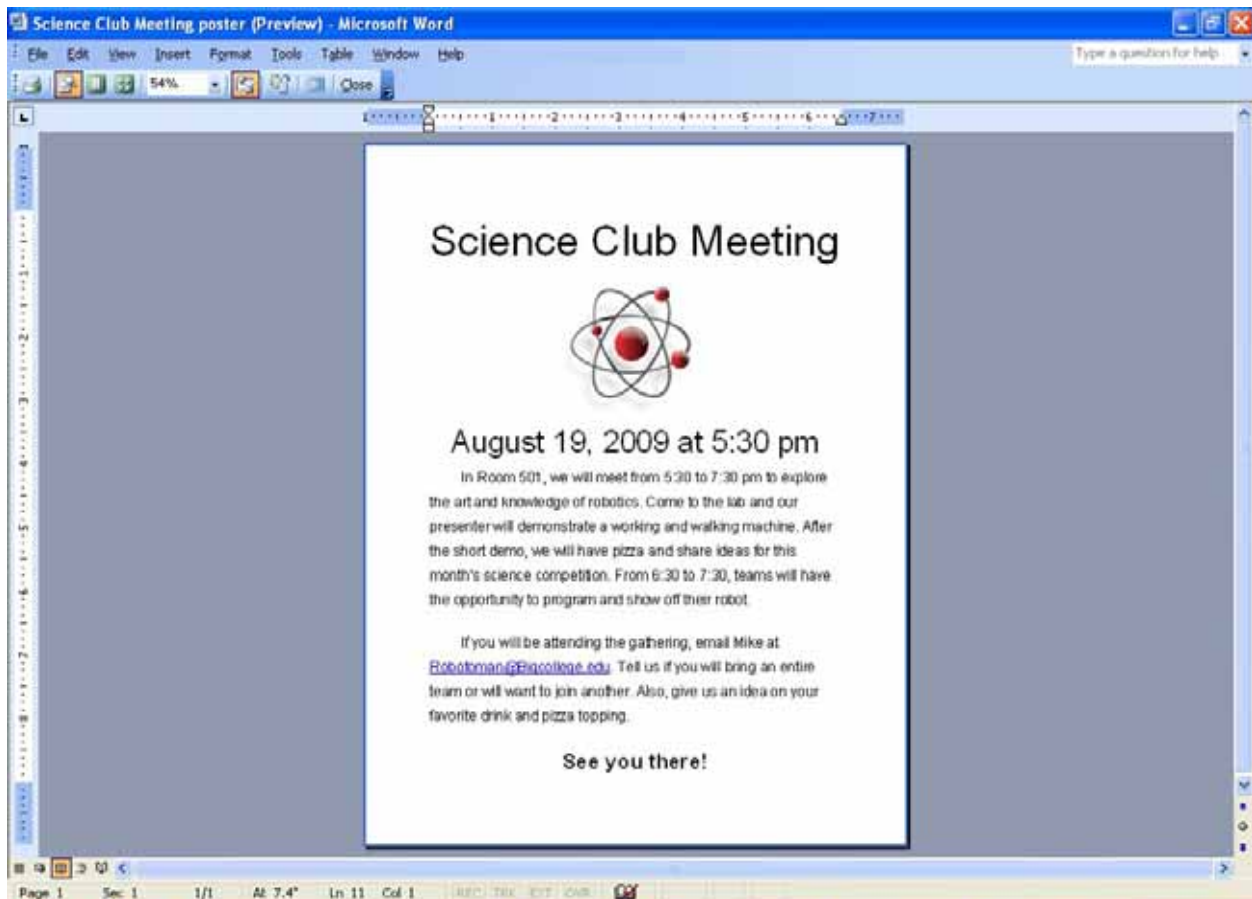 Science Club Meeting poster (Preview) - Microsoft Word
File Edit View Insert Format Tools Table Window Help
Type a question for help
54% Close
1 1 2 3 4 5 6 7
Science Club Meeting
August 19, 2009 at 5:30 pm
In Room 501, we will meet from 5:30 to 7:30 pm to explore
the art and knowledge of robotics. Come to the lab and our
presenter will demonstrate a working and walking machine. After
the short demo, we will have pizza and share ideas for this
month's science competition. From 6:30 to 7:30, teams will have
the opportunity to program and show off their robot.
If you will be attending the gathering, email Mike at
Robotoman@Bigcollege.edu. Tell us if you will bring an entire
team or will want to join another. Also, give us an idea on your
favorite drink and pizza topping.
See you there!
Page 1 Sec 1 1/1 At 7.4" Ln 11 Col 1 REC TRK EXT OVR